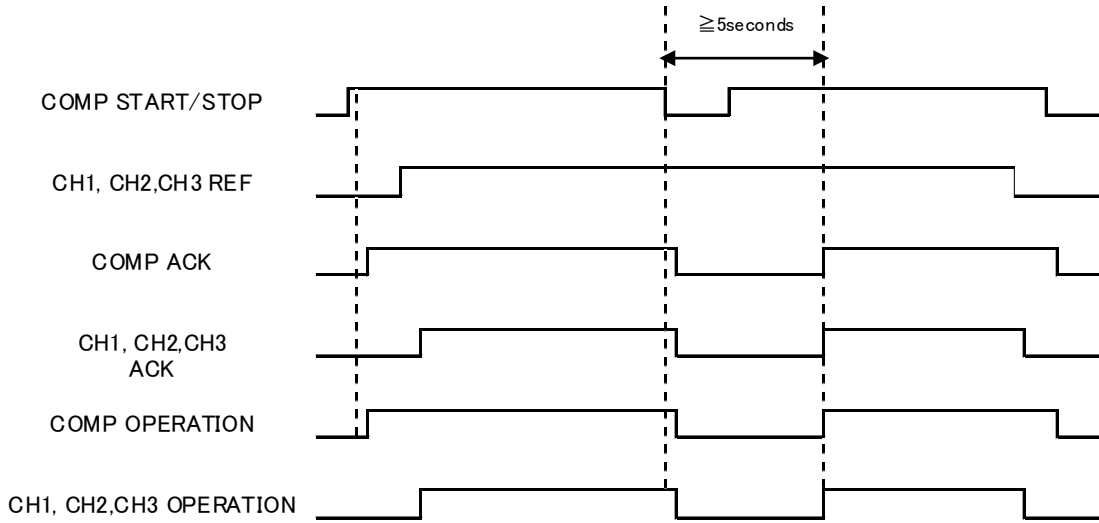 ≧5seconds
COMP START/STOP
CH1, CH2,CH3 REF
COMP ACK
CH1, CH2,CH3
ACK
COMP OPERATION
CH1, CH2,CH3 OPERATION